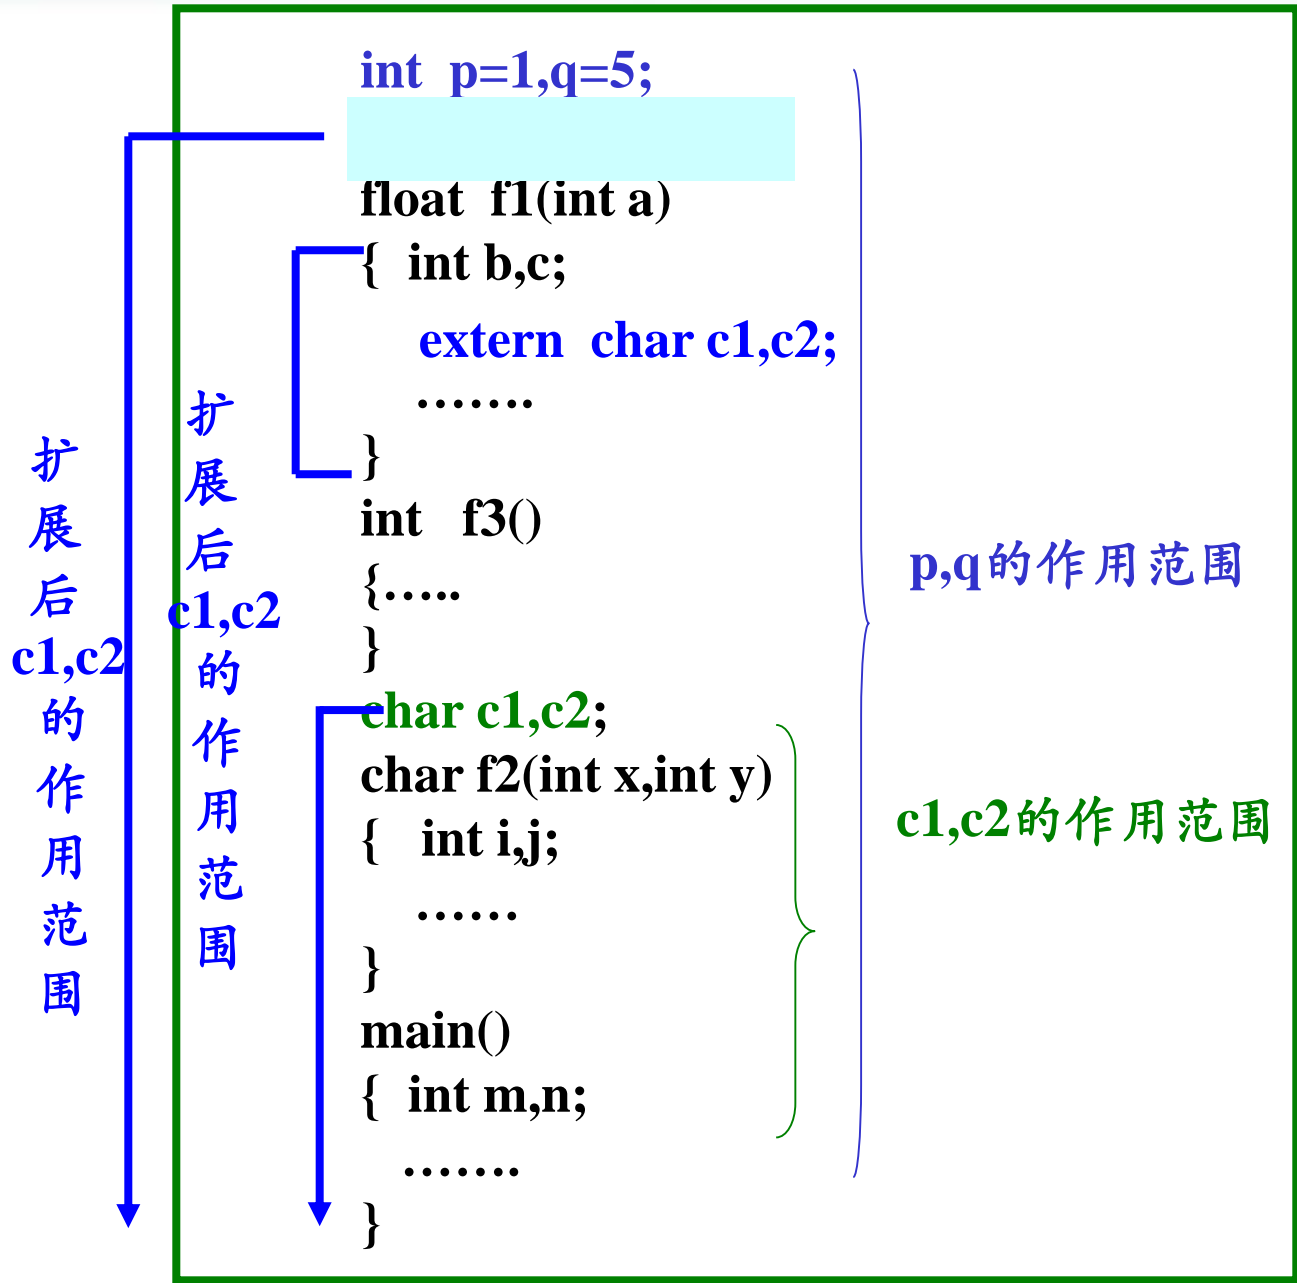 int p=1,q=5;
float f1(int a)
{ int b,c;
extern char c1,c2;
…….
}
int f3()
{…..
}
char c1,c2;
char f2(int x,int y)
{ int i,j;
……
}
main()
{ int m,n;
…….
}
扩展后c1,c2的作用范围
扩展后c1,c2的作用范围
p,q的作用范围
c1,c2的作用范围